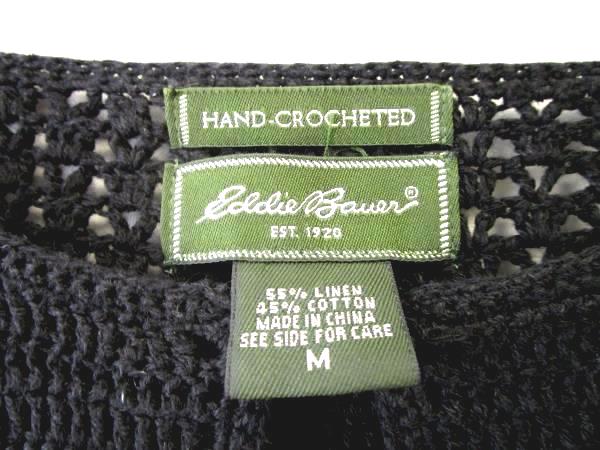 HAND-CROCHETED
Eddie Bauer®
EST. 1920
55% LINEN
45% COTTON
MADE IN CHINA
SEE SIDE FOR CARE
M